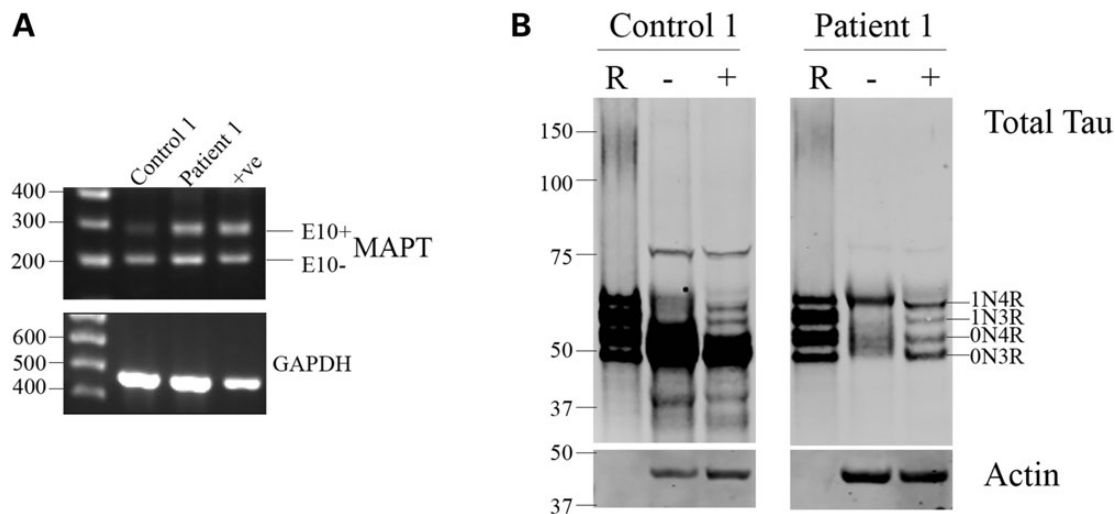 A
Control 1
Patient 1
+ve
400
300
200
E10+
E10-
MAPT
600
500
400
GAPDH
B
Control 1
Patient 1
R - +
R - +
Total Tau
150
100
75
50
37
1N4R
1N3R
0N4R
0N3R
50
37
Actin